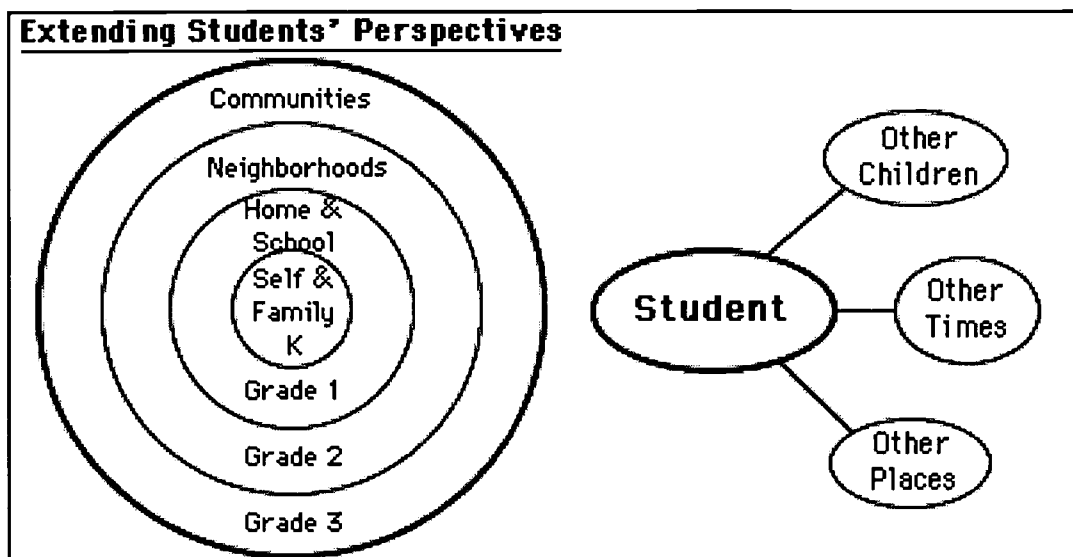 Extending Students' Perspectives
Communities
Neighborhoods
Home &
School
Self &
Family
K
Grade 1
Grade 2
Grade 3
Student
Other
Children
Other
Times
Other
Places